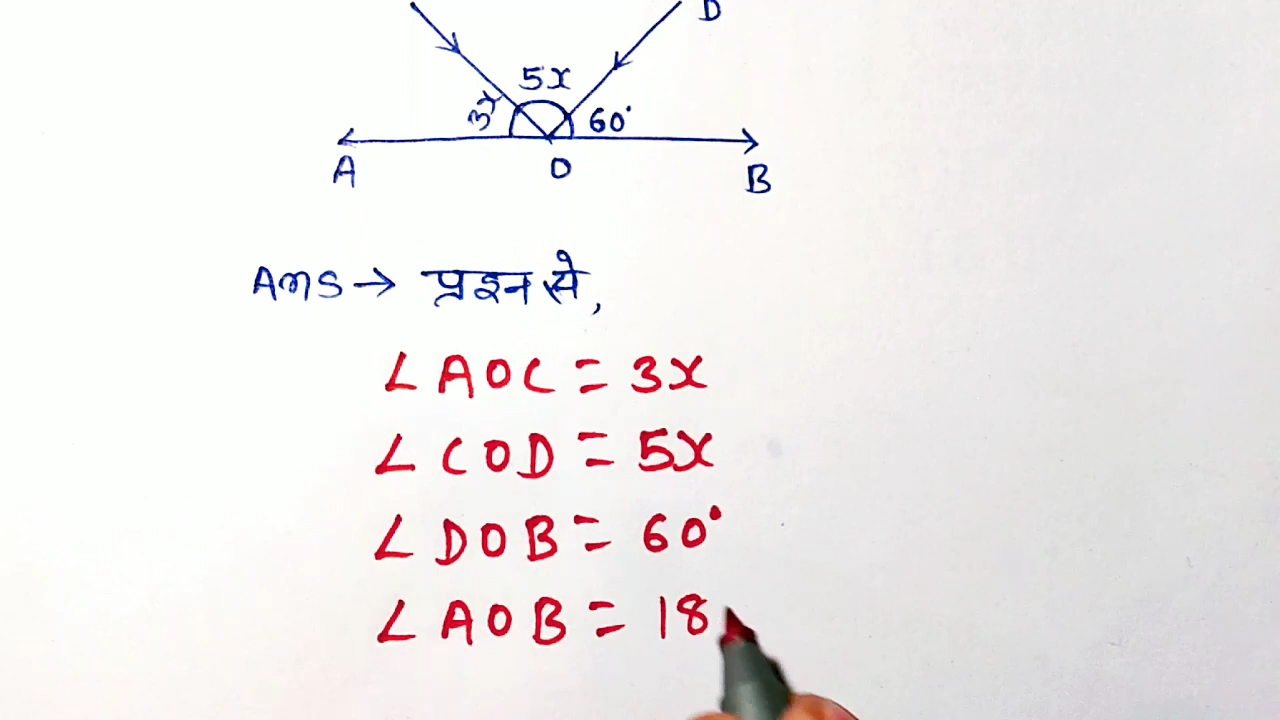 D
5x
3x
60°
A
O
B
Ans → प्रश्न से,
∠AOC = 3x
∠COD = 5x
∠DOB = 60°
∠AOB = 18